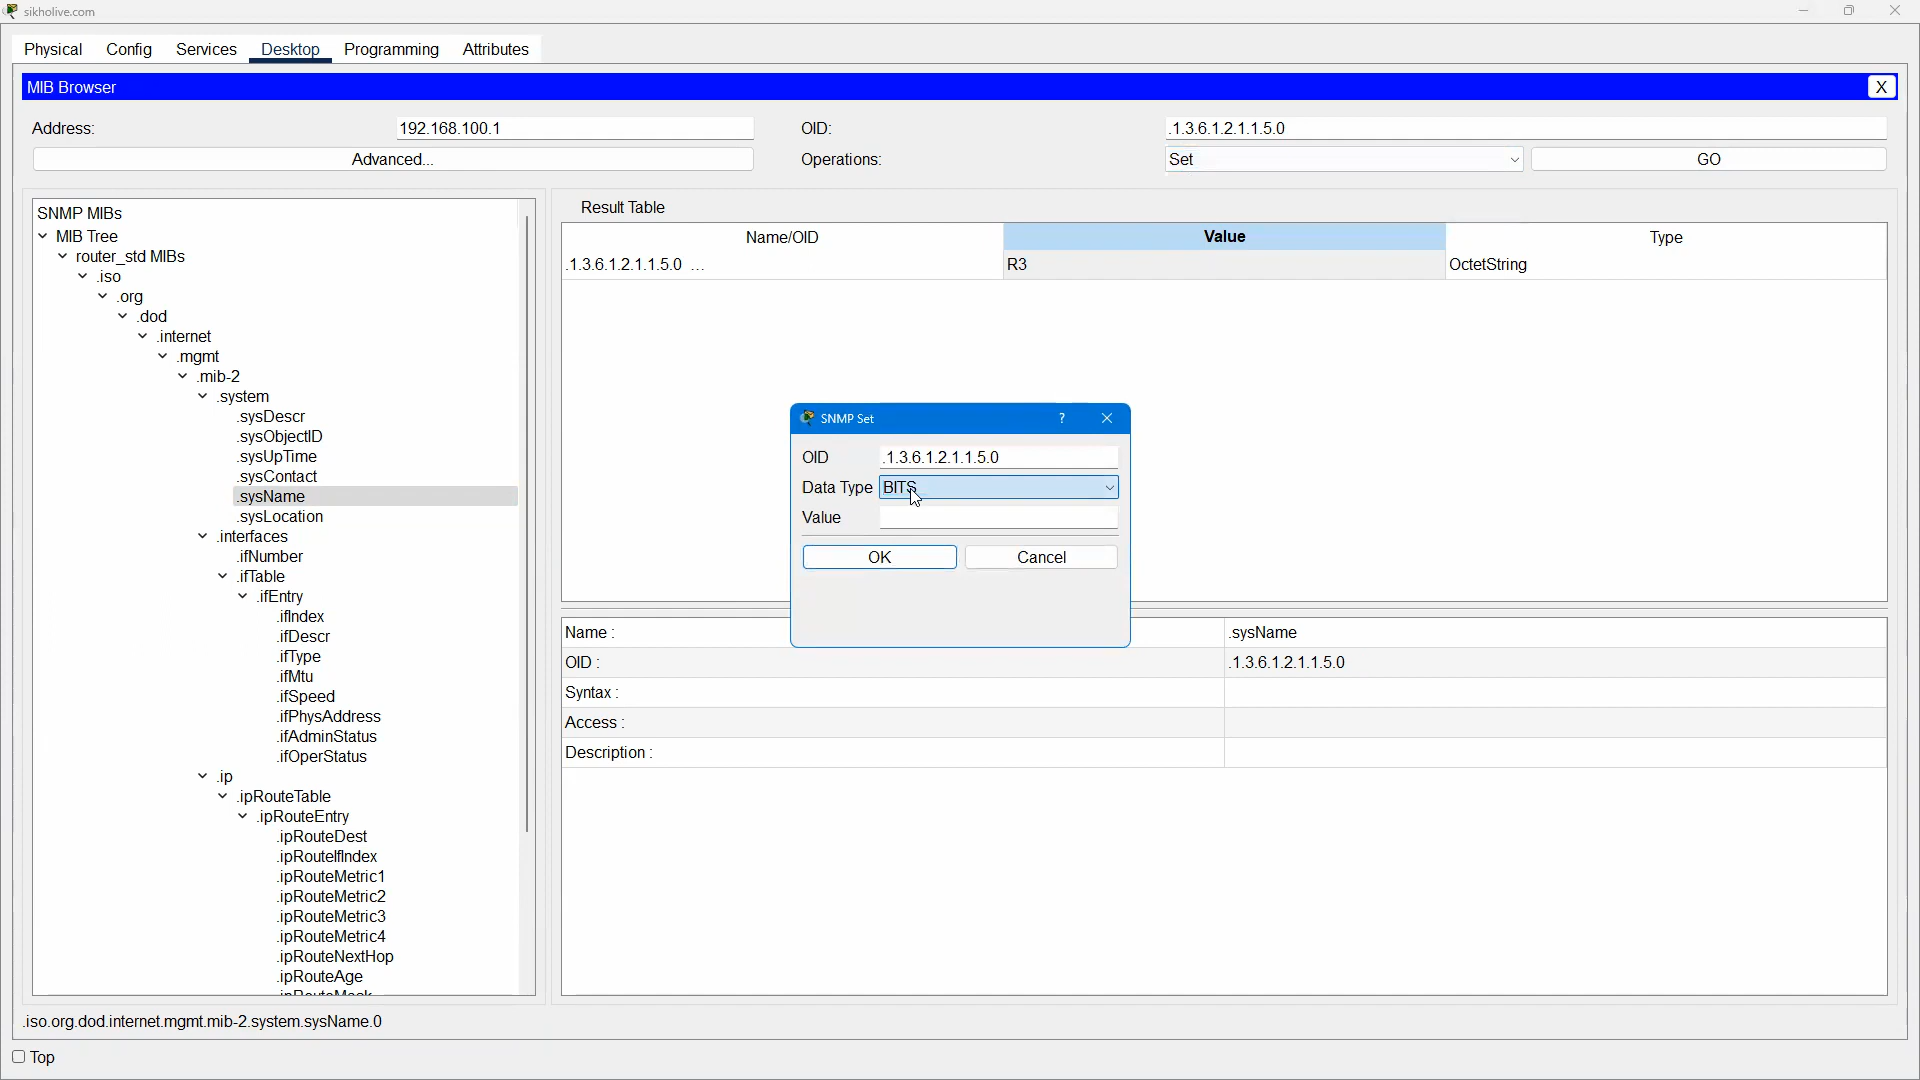 sikholive.com
Physical Config Services Desktop Programming Attributes
MIB Browser X
Address: 192.168.100.1 OID: .1.3.6.1.2.1.1.5.0
Advanced... Operations: Set GO
SNMP MIBs
MIB Tree
router_std MIBs
.iso
.org
.dod
.internet
.mgmt
.mib-2
.system
.sysDescr
.sysObjectID
.sysUpTime
.sysContact
.sysName
.sysLocation
.interfaces
.ifNumber
.ifTable
.ifEntry
.ifIndex
.ifDescr
.ifType
.ifMtu
.ifSpeed
.ifPhysAddress
.ifAdminStatus
.ifOperStatus
.ip
.ipRouteTable
.ipRouteEntry
.ipRouteDest
.ipRouteIfIndex
.ipRouteMetric1
.ipRouteMetric2
.ipRouteMetric3
.ipRouteMetric4
.ipRouteNextHop
.ipRouteAge
Result Table
Name/OID Value Type
.1.3.6.1.2.1.1.5.0 ... R3 OctetString
SNMP Set ?
OID .1.3.6.1.2.1.1.5.0
Data Type BITS
Value
OK Cancel
Name : .sysName
OID : .1.3.6.1.2.1.1.5.0
Syntax :
Access :
Description :
.iso.org.dod.internet.mgmt.mib-2.system.sysName.0
Top